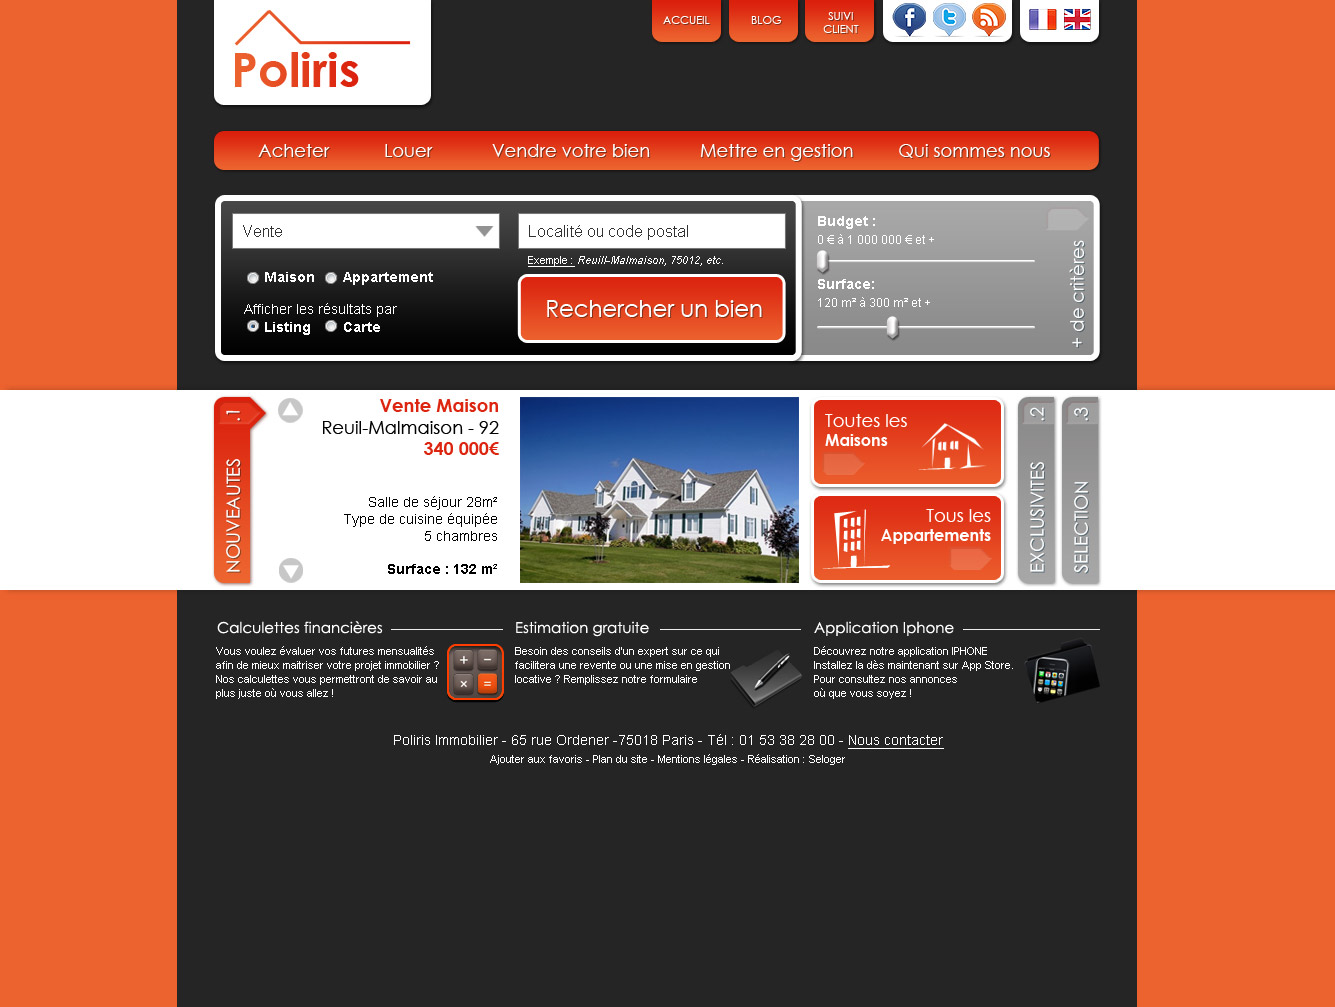 Poliris
ACCUEIL
BLOG
SUIVI
CLIENT
Acheter
Louer
Vendre votre bien
Mettre en gestion
Qui sommes nous
Vente
Localité ou code postal
Exemple : Reuill-Malmaison, 75012, etc.
Maison
Appartement
Afficher les résultats par
Listing
Carte
Rechercher un bien
Budget :
0 € à 1 000 000 € et +
Surface:
120 m² à 300 m² et +
+ de critères
NOUVEAUTES .1
Vente Maison
Reuil-Malmaison - 92
340 000€
Salle de séjour 28m²
Type de cuisine équipée
5 chambres
Surface : 132 m²
Toutes les
Maisons
Tous les
Appartements
EXCLUSIVITES .2
SELECTION .3
Calculettes financières
Vous voulez évaluer vos futures mensualités
afin de mieux maitriser votre projet immobilier ?
Nos calculettes vous permettront de savoir au
plus juste où vous allez !
Estimation gratuite
Besoin des conseils d'un expert sur ce qui
facilitera une revente ou une mise en gestion
locative ? Remplissez notre formulaire
Application Iphone
Découvrez notre application IPHONE
Installez la dès maintenant sur App Store.
Pour consultez nos annonces
où que vous soyez !
Poliris Immobilier - 65 rue Ordener -75018 Paris - Tél : 01 53 38 28 00 - Nous contacter
Ajouter aux favoris - Plan du site - Mentions légales - Réalisation : Seloger